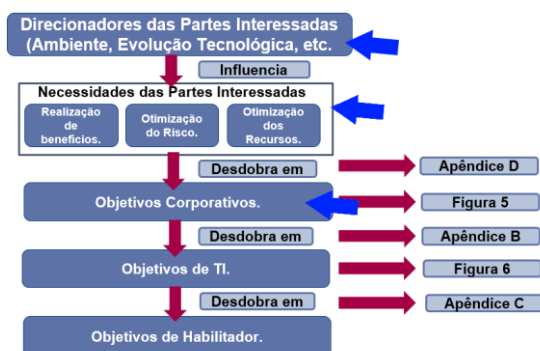 Direcionadores das Partes Interessadas
(Ambiente, Evolução Tecnológica, etc.
Influencia
Necessidades das Partes Interessadas
Realização
de
benefícios.
Otimização
do Risco.
Otimização
dos
Recursos.
Desdobra em
Apêndice D
Objetivos Corporativos.
Figura 5
Desdobra em
Apêndice B
Objetivos de TI.
Figura 6
Desdobra em
Apêndice C
Objetivos de Habilitador.